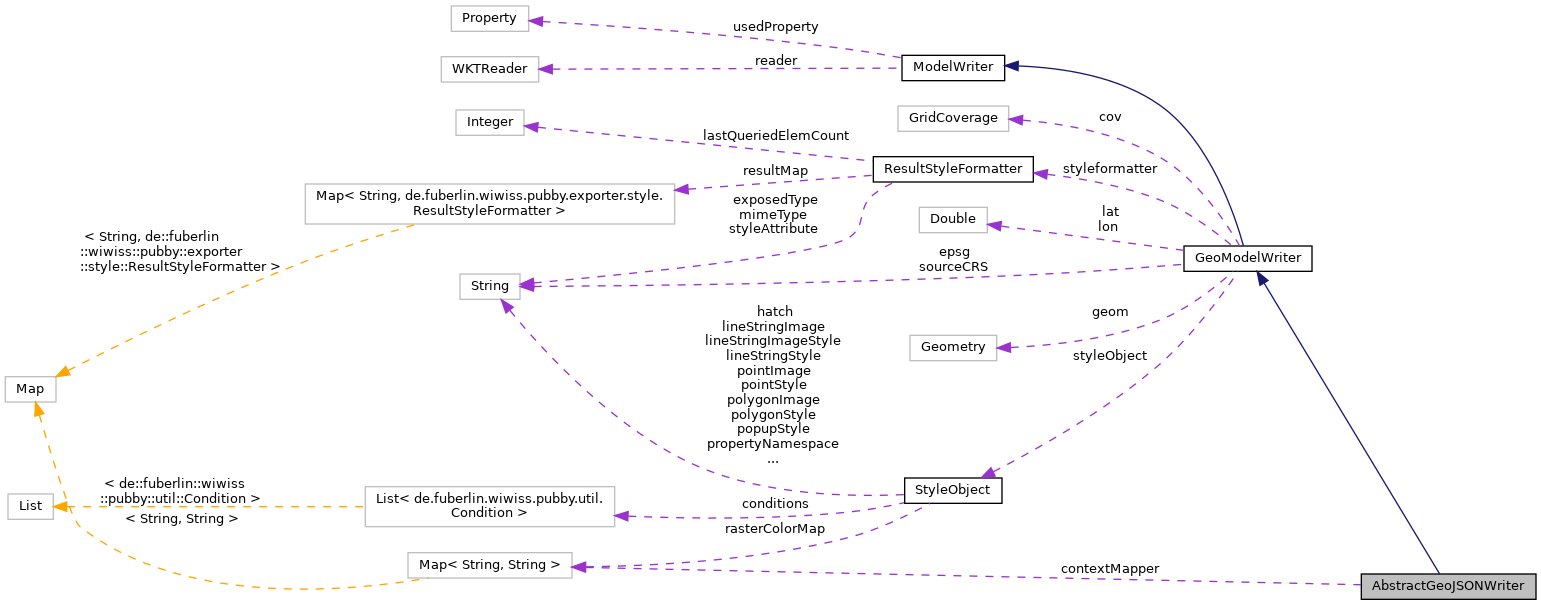 Property
usedProperty
ModelWriter
WKTReader
reader
Integer
GridCoverage
cov
lastQueriedElemCount
ResultStyleFormatter
styleformatter
resultMap
Map< String, de.fuberlin.wiwiss.pubby.exporter.style.
ResultStyleFormatter >
exposedType
mimeType
styleAttribute
Double
lat
lon
< String, de::fuberlin
::wiwiss::pubby::exporter
::style::ResultStyleFormatter >
epsg
sourceCRS
GeoModelWriter
String
hatch
lineStringImage
lineStringImageStyle
lineStringStyle
pointImage
pointStyle
polygonImage
polygonStyle
popupStyle
propertyNamespace
...
geom
Geometry
styleObject
Map
< de::fuberlin::wiwiss
::pubby::util::Condition >
List
List< de.fuberlin.wiwiss.pubby.util.
Condition >
conditions
StyleObject
< String, String >
rasterColorMap
Map< String, String >
contextMapper
AbstractGeoJSONWriter